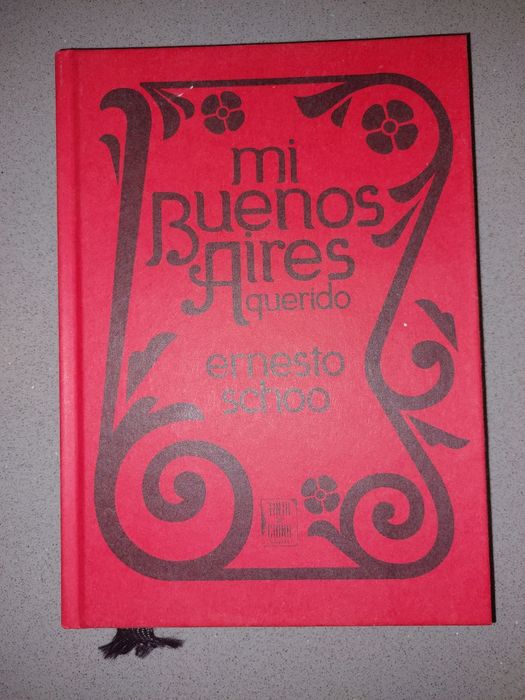 mi
Buenos
Aires
querido
ernesto
schoo